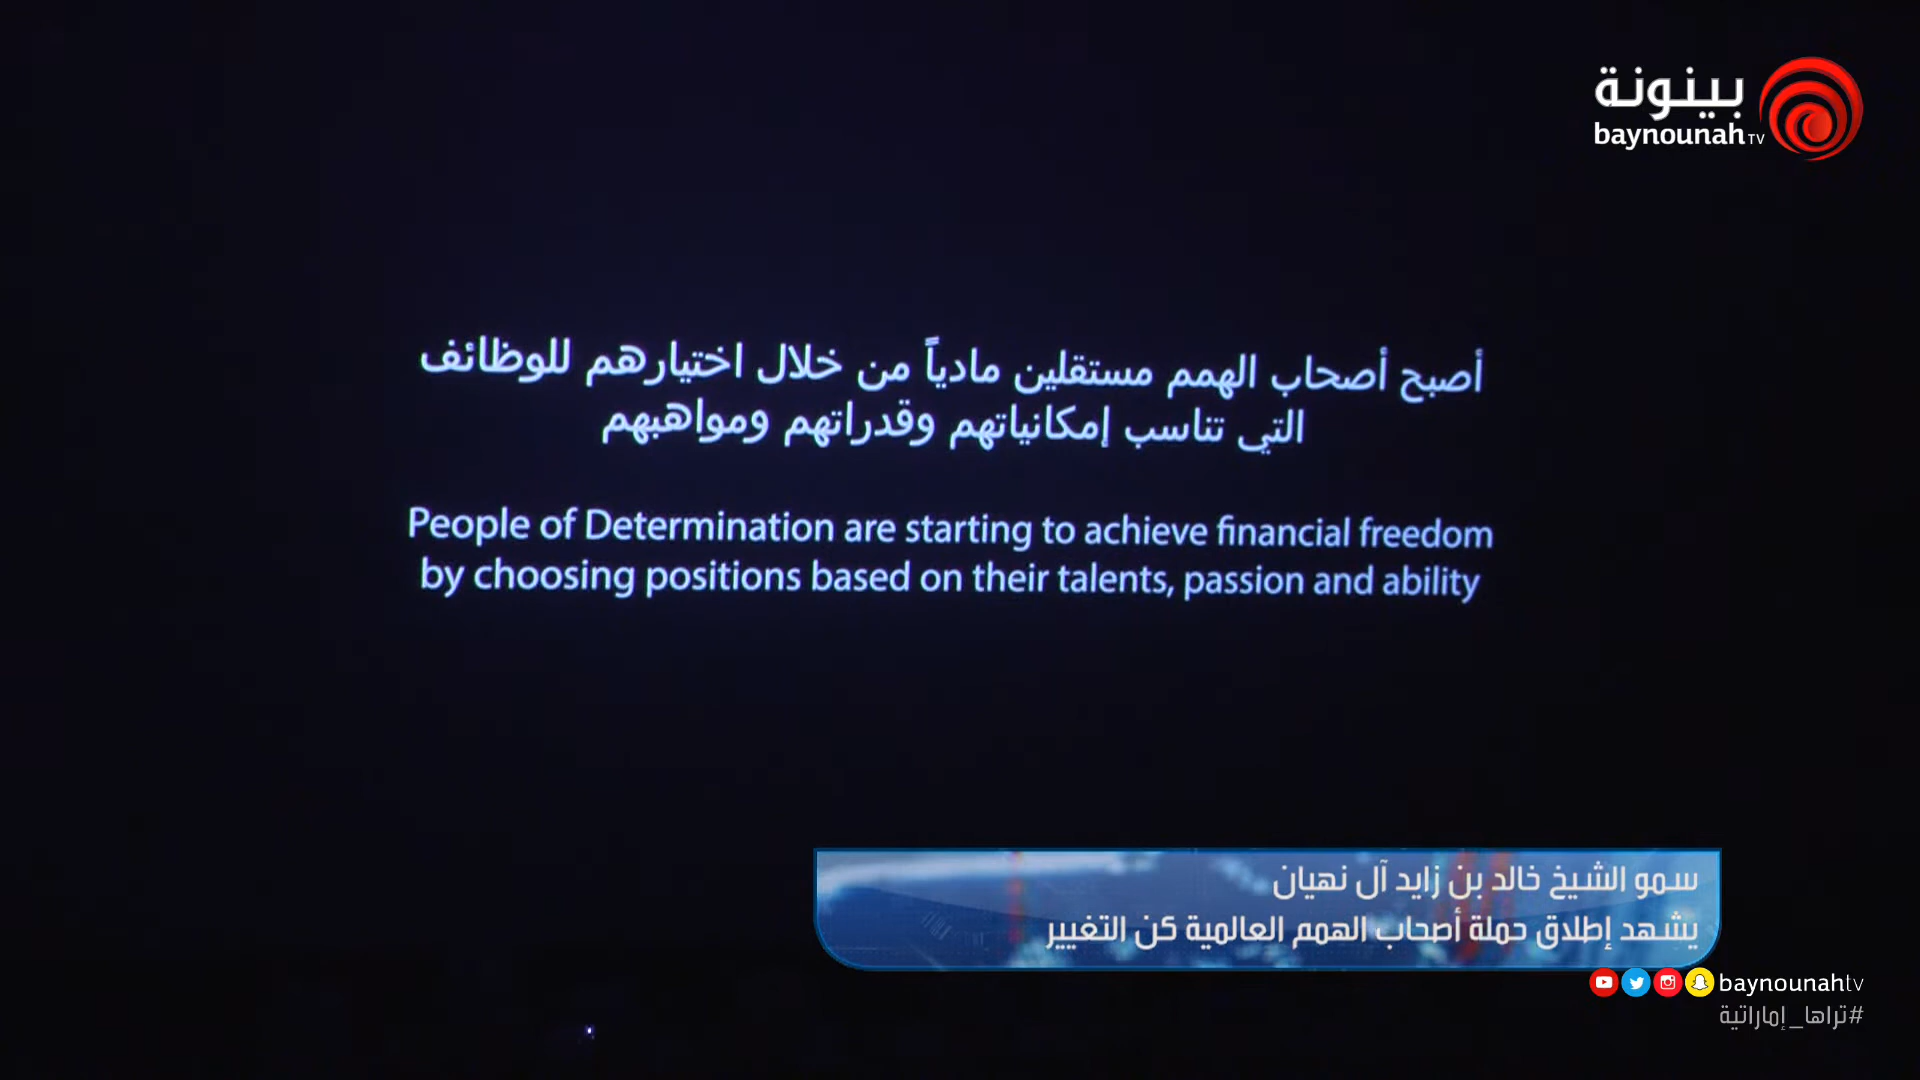 بينونة
baynounah TV
أصبح أصحاب الهمم مستقلين مادياً من خلال اختيارهم للوظائف
التي تناسب إمكانياتهم وقدراتهم ومواهبهم
People of Determination are starting to achieve financial freedom
by choosing positions based on their talents, passion and ability
سمو الشيخ خالد بن زايد آل نهيان
يشهد إطلاق حملة أصحاب الهمم العالمية كن التغيير
baynounahtv
#تراها_إماراتية